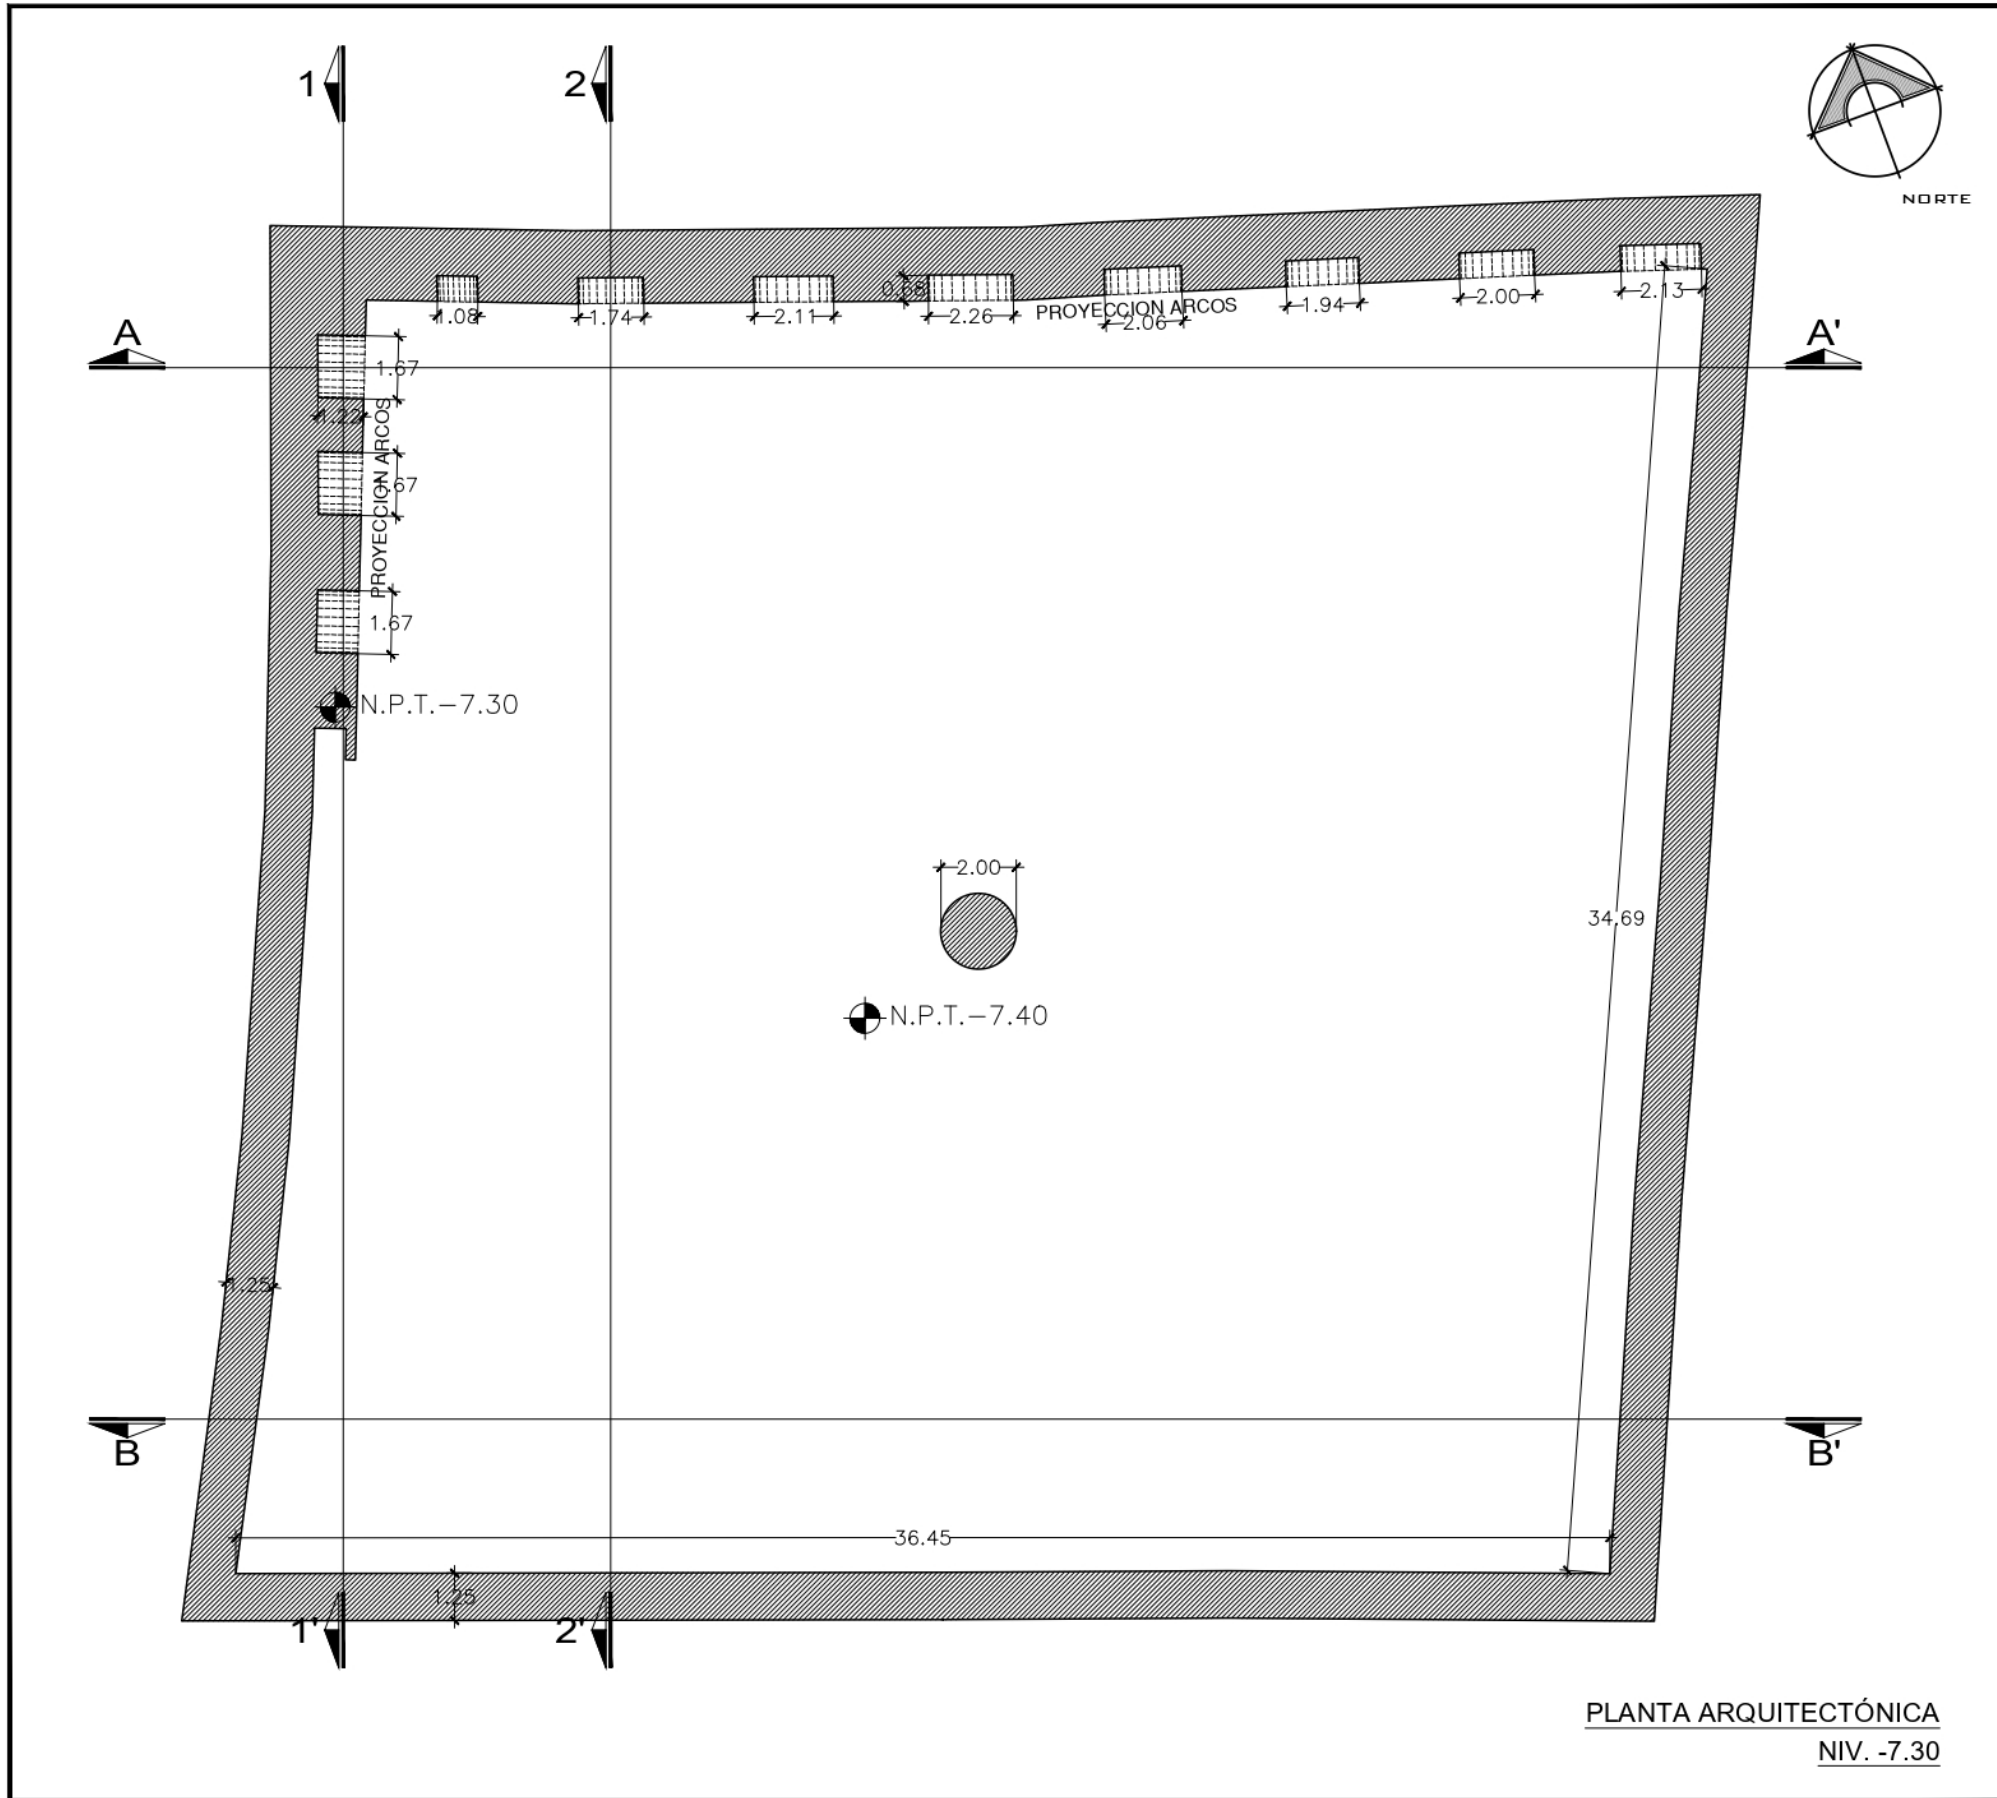 1
2
NORTE
0.68
1.08
1.74
2.11
2.26
PROYECCION ARCOS
2.06
1.94
2.00
2.13
A
A'
1.67
1.22
PROYECCION ARCOS
1.67
1.67
N.P.T.-7.30
2.00
34.69
N.P.T.-7.40
1.25
B
B'
36.45
1.25
1'
2'
PLANTA ARQUITECTÓNICA
NIV. -7.30